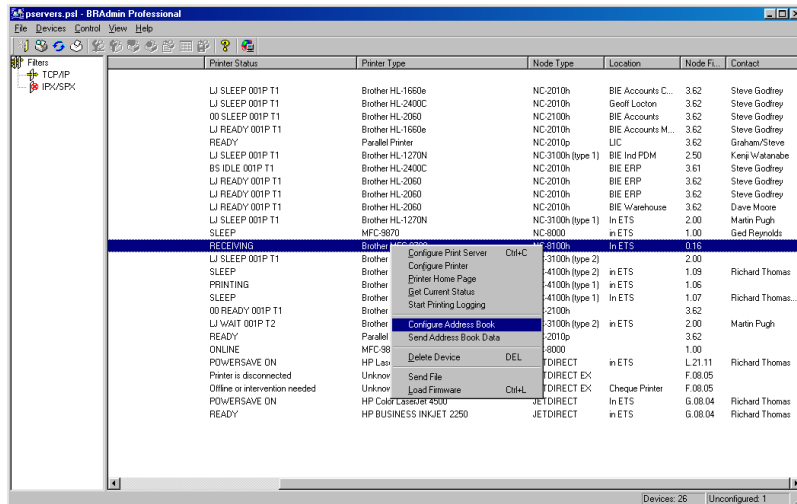 pservers.psl - BRAdmin Professional
File Devices Control View Help
Filters
TCP/IP
IPX/SPX
Printer Status Printer Type Node Type Location Node Fi... Contact
LJ SLEEP 001P T1 Brother HL-1660e NC-2010h BIE Accounts C... 3.62 Steve Godfrey
LJ SLEEP 001P T1 Brother HL-2400C NC-2010h Geoff Locton 3.62 Steve Godfrey
00 SLEEP 001P T1 Brother HL-2060 NC-2100h BIE Accounts 3.62 Steve Godfrey
LJ READY 001P T1 Brother HL-1660e NC-2010h BIE Accounts M... 3.62 Steve Godfrey
READY Parallel Printer NC-2010p LIC 3.62 Graham/Steve
LJ SLEEP 001P T1 Brother HL-1270N NC-3100h (type 1) BIE Ind PDM 2.50 Kenji Watanabe
BS IDLE 001P T1 Brother HL-2400C NC-2010h BIE ERP 3.61 Steve Godfrey
LJ READY 001P T1 Brother HL-2060 NC-2010h BIE ERP 3.62 Steve Godfrey
LJ READY 001P T1 Brother HL-2060 NC-2010h BIE ERP 3.62 Steve Godfrey
LJ READY 001P T1 Brother HL-2060 NC-2010h BIE Warehouse 3.62 Dave Moore
LJ SLEEP 001P T1 Brother HL-1270N NC-3100h (type 1) In ETS 2.00 Martin Pugh
SLEEP MFC-9870 NC-8000 in ETS 1.00 Ged Reynolds
RECEIVING Brother -8100h In ETS 0.16
LJ SLEEP 001P T1 Brother -3100h (type 2) 2.00
SLEEP Brother -4100h (type 1) in ETS 1.09 Richard Thomas
PRINTING Brother -4100h (type 1) in ETS 1.06
SLEEP Brother -4100h (type 1) In ETS 1.07 Richard Thomas...
00 READY 001P T1 Brother -2100h 3.62
LJ WAIT 001P T2 Brother -3100h (type 2) in ETS 2.00 Martin Pugh
READY Parallel -2010p 3.62
ONLINE MFC-98 -8000 1.00
POWERSAVE ON HP Las TDIRECT in ETS L.21.11 Richard Thomas
Printer is disconnected Unknow TDIRECT EX F.08.05
Offline or intervention needed Unknow TDIRECT EX Cheque Printer F.08.05
POWERSAVE ON HP Color LaserJet 4500 JETDIRECT In ETS G.08.04 Richard Thomas
READY HP BUSINESS INKJET 2250 JETDIRECT in ETS G.08.04 Richard Thomas
Configure Print Server Ctrl+C
Configure Printer
Printer Home Page
Get Current Status
Start Printing Logging
Configure Address Book
Send Address Book Data
Delete Device DEL
Send File
Load Firmware Ctrl+L
Devices: 26 Unconfigured: 1